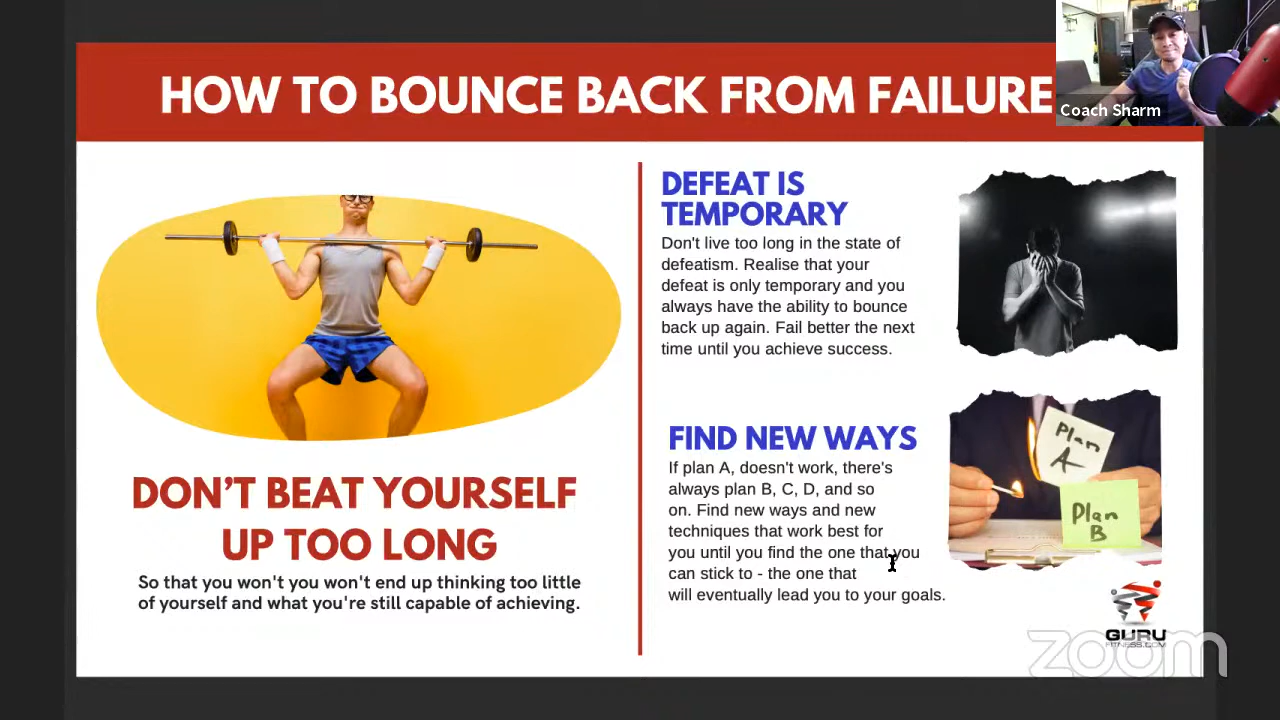 HOW TO BOUNCE BACK FROM FAILURE
Coach Sharm
DON'T BEAT YOURSELF
UP TOO LONG
So that you won't you won't end up thinking too little
of yourself and what you're still capable of achieving.
DEFEAT IS
TEMPORARY
Don't live too long in the state of
defeatism. Realise that your
defeat is only temporary and you
always have the ability to bounce
back up again. Fail better the next
time until you achieve success.
FIND NEW WAYS
If plan A, doesn't work, there's
always plan B, C, D, and so
on. Find new ways and new
techniques that work best for
you until you find the one that you
can stick to - the one that
will eventually lead you to your goals.
Plan
A
Plan
B
GURU
FITNESS.COM
zoom